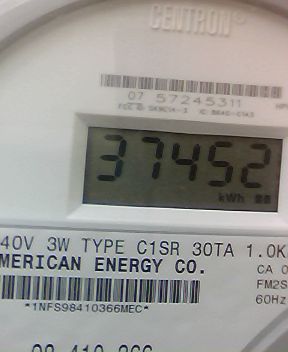 CENTRON®
07 57245311
37452
kWh
40V 3W TYPE C1SR 30TA 1.0K
MERICAN ENERGY CO.
CA 0
FM2S
60Hz
*1NFS98410366MEC*